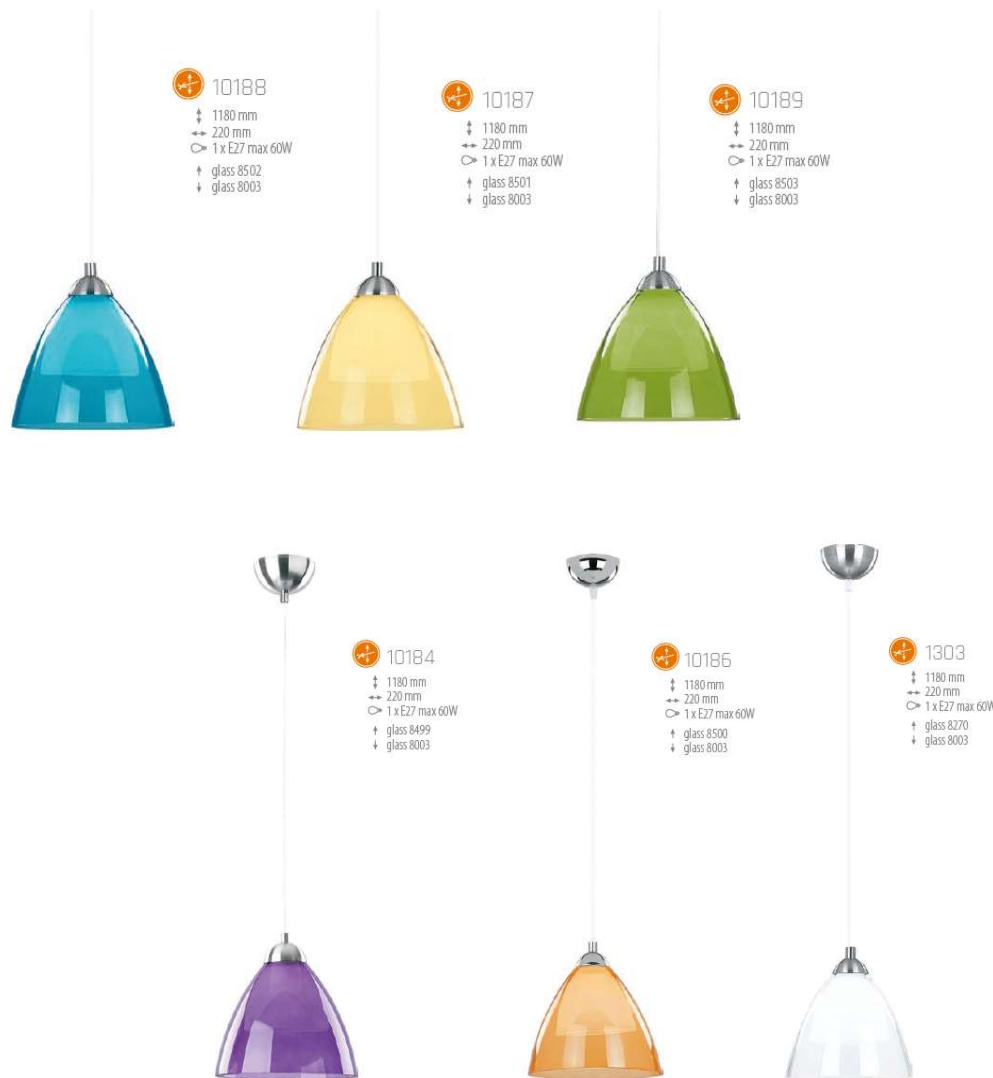 10188
1180 mm
220 mm
1 x E27 max 60W
glass 8502
glass 8003
10187
1180 mm
220 mm
1 x E27 max 60W
glass 8501
glass 8003
10189
1180 mm
220 mm
1 x E27 max 60W
glass 8503
glass 8003
10184
1180 mm
220 mm
1 x E27 max 60W
glass 8499
glass 8003
10186
1180 mm
220 mm
1 x E27 max 60W
glass 8500
glass 8003
1303
1180 mm
220 mm
1 x E27 max 60W
glass 8270
glass 8003